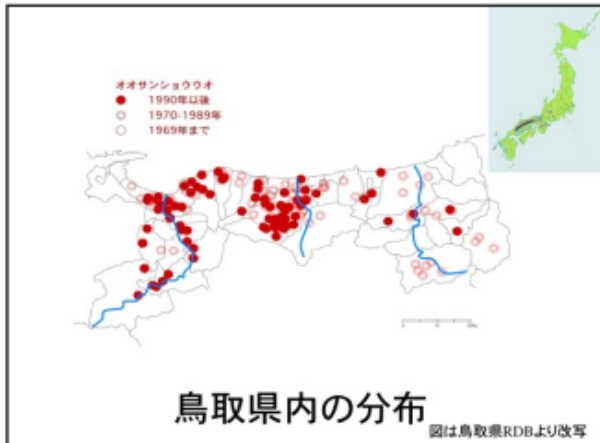 オオサンショウウオ
1990年以後
1970-1989年
1969年まで
鳥取県内の分布
図は鳥取県RDBより改写